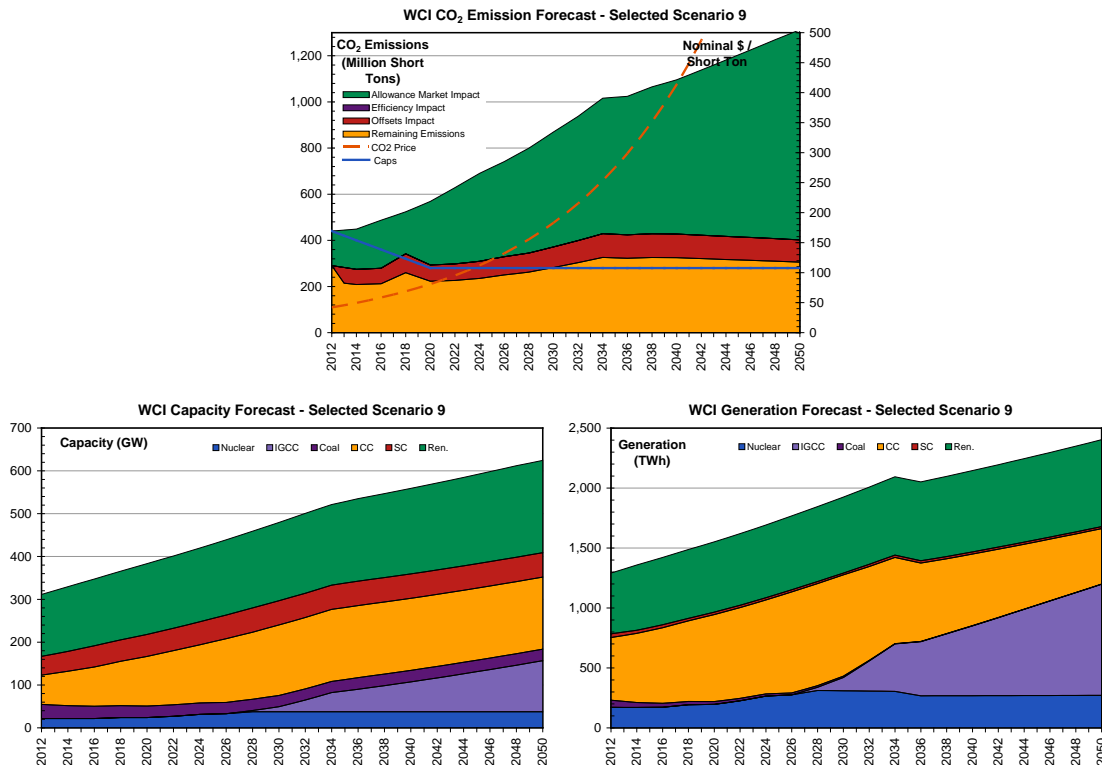 WCI CO₂ Emission Forecast - Selected Scenario 9
CO₂ Emissions
(Million Short
Tons)
Nominal $ /
Short Ton
Allowance Market Impact
Efficiency Impact
Offsets Impact
Remaining Emissions
CO2 Price
Caps
1,200
1,000
800
600
400
200
0
500
450
400
350
300
250
200
150
100
50
0
2012 2014 2016 2018 2020 2022 2024 2026 2028 2030 2032 2034 2036 2038 2040 2042 2044 2046 2048 2050
WCI Capacity Forecast - Selected Scenario 9
Capacity (GW)
Nuclear IGCC Coal CC SC Ren.
700
600
500
400
300
200
100
0
2012 2014 2016 2018 2020 2022 2024 2026 2028 2030 2032 2034 2036 2038 2040 2042 2044 2046 2048 2050
WCI Generation Forecast - Selected Scenario 9
Generation
(TWh)
Nuclear IGCC Coal CC SC Ren.
2,500
2,000
1,500
1,000
500
0
2012 2014 2016 2018 2020 2022 2024 2026 2028 2030 2032 2034 2036 2038 2040 2042 2044 2046 2048 2050